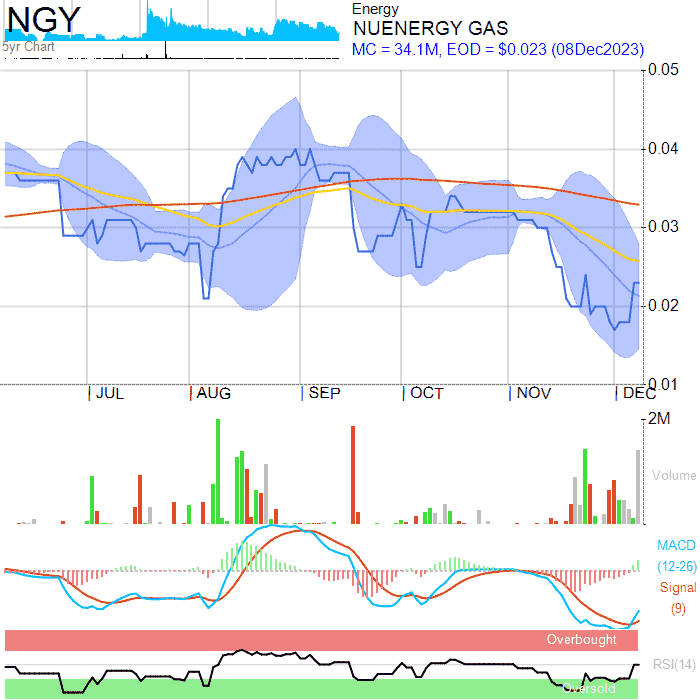 NGY
5yr Chart
Energy
NUENERGY GAS
MC = 34.1M, EOD = $0.023 (08Dec2023)
0.05
0.04
0.03
0.02
0.01
JUL AUG SEP OCT NOV DEC
2M
Volume
MACD
(12-26)
Signal
(9)
Overbought
RSI(14)
Oversold